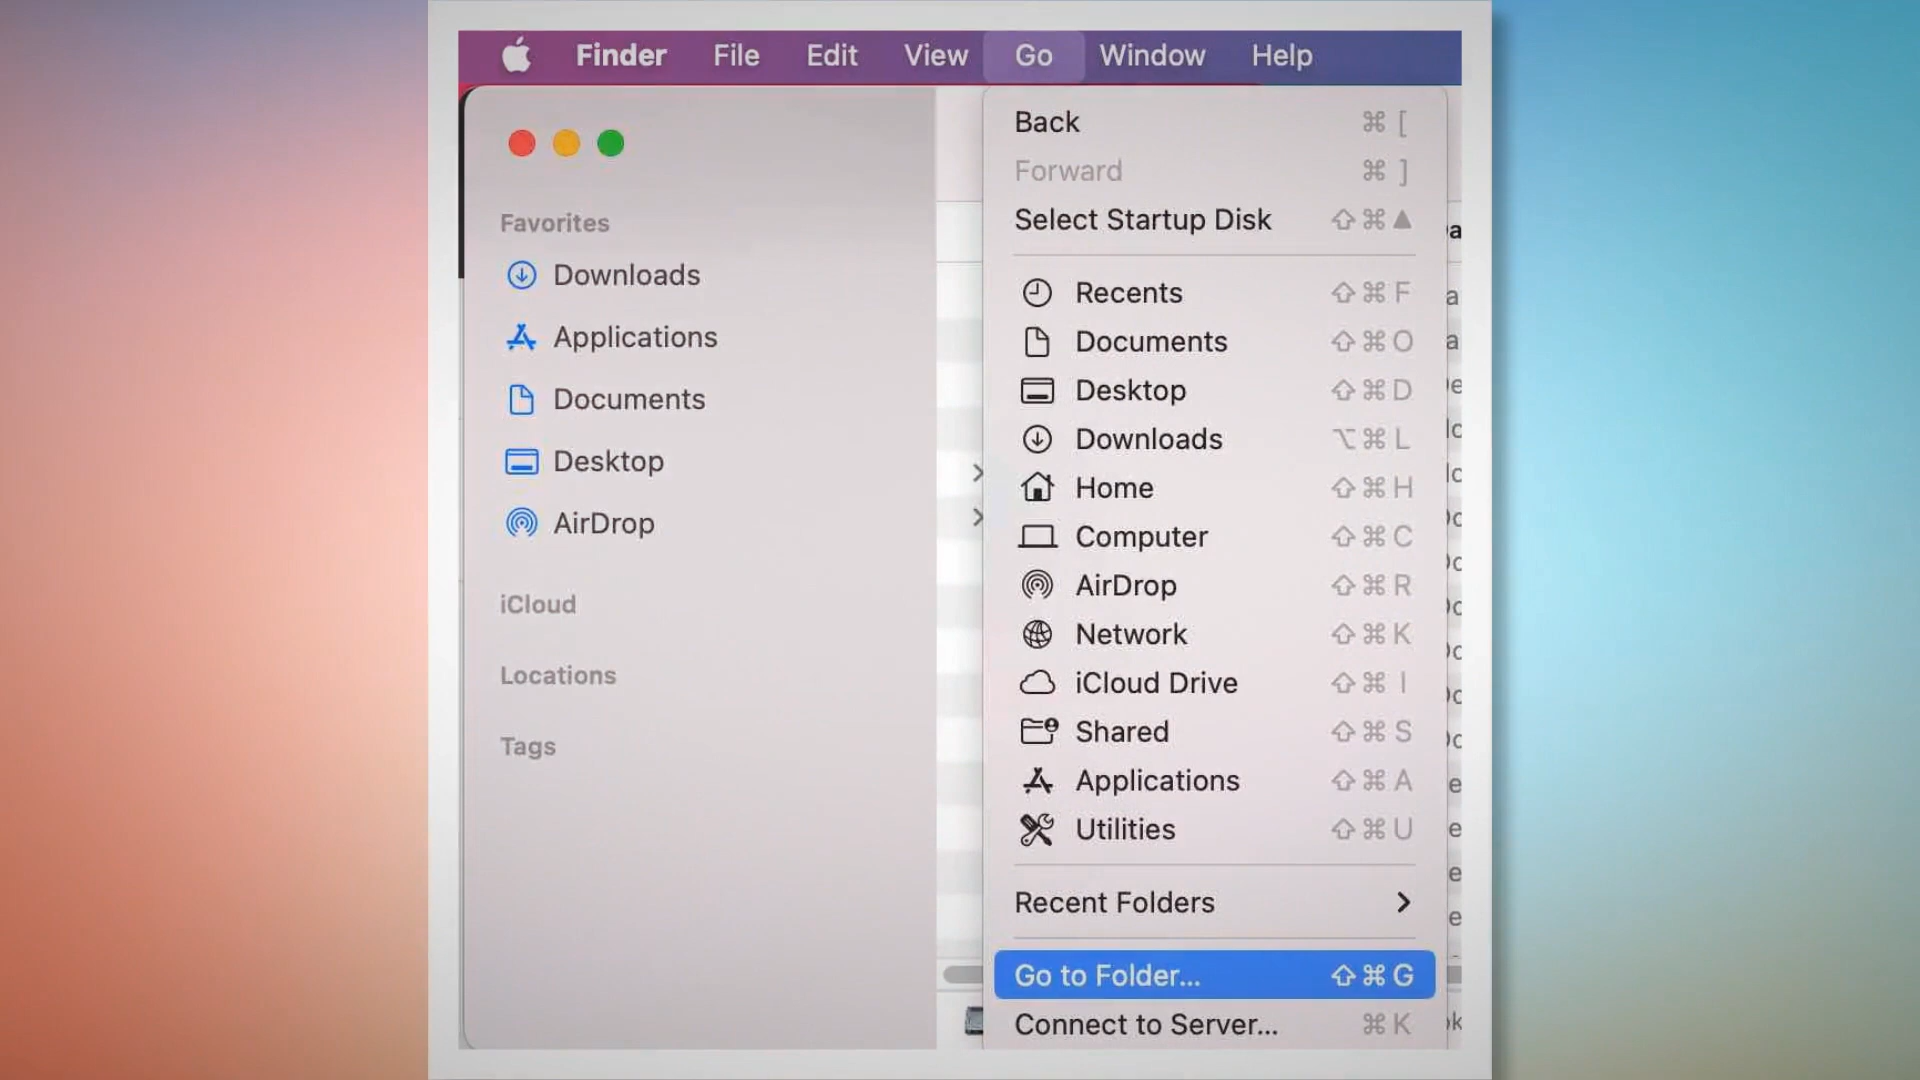 Finder File Edit View Go Window Help
Favorites
Downloads
Applications
Documents
Desktop
AirDrop
iCloud
Locations
Tags
Back ⌘ [
Forward ⌘ ]
Select Startup Disk ⇧⌘▲
Recents ⇧⌘F
Documents ⇧⌘O
Desktop ⇧⌘D
Downloads ⌥⌘L
Home ⇧⌘H
Computer ⇧⌘C
AirDrop ⇧⌘R
Network ⇧⌘K
iCloud Drive ⇧⌘I
Shared ⇧⌘S
Applications ⇧⌘A
Utilities ⇧⌘U
Recent Folders
Go to Folder... ⇧⌘G
Connect to Server... ⌘K